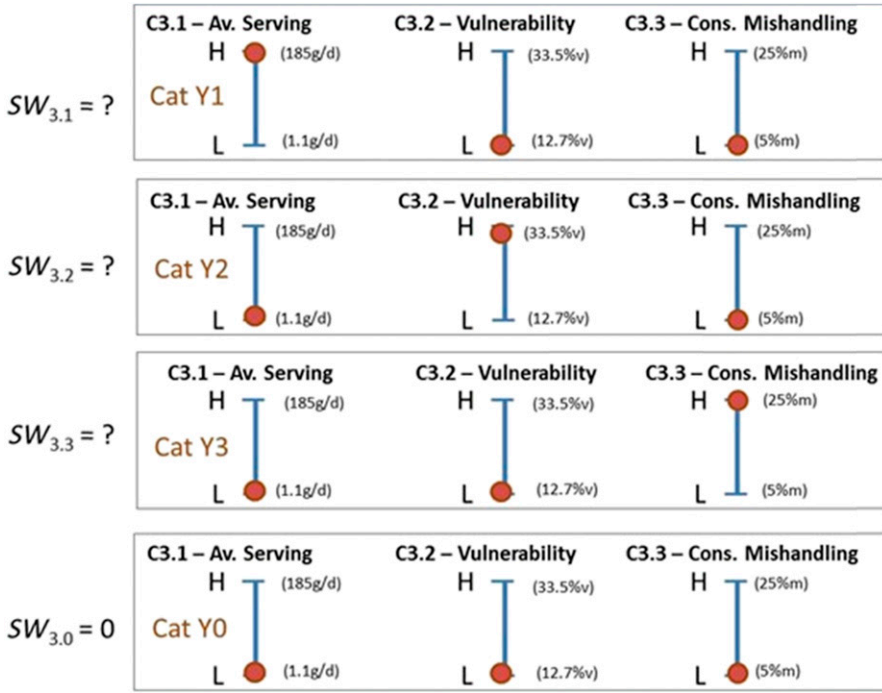 C3.1 – Av. Serving C3.2 – Vulnerability C3.3 – Cons. Mishandling
H (185g/d) H (33.5%v) H (25%m)
SW3.1 = ? Cat Y1
L (1.1g/d) L (12.7%v) L (5%m)
C3.1 – Av. Serving C3.2 – Vulnerability C3.3 – Cons. Mishandling
H (185g/d) H (33.5%v) H (25%m)
SW3.2 = ? Cat Y2
L (1.1g/d) L (12.7%v) L (5%m)
C3.1 – Av. Serving C3.2 – Vulnerability C3.3 – Cons. Mishandling
H (185g/d) H (33.5%v) H (25%m)
SW3.3 = ? Cat Y3
L (1.1g/d) L (12.7%v) L (5%m)
C3.1 – Av. Serving C3.2 – Vulnerability C3.3 – Cons. Mishandling
H (185g/d) H (33.5%v) H (25%m)
SW3.0 = 0 Cat Y0
L (1.1g/d) L (12.7%v) L (5%m)